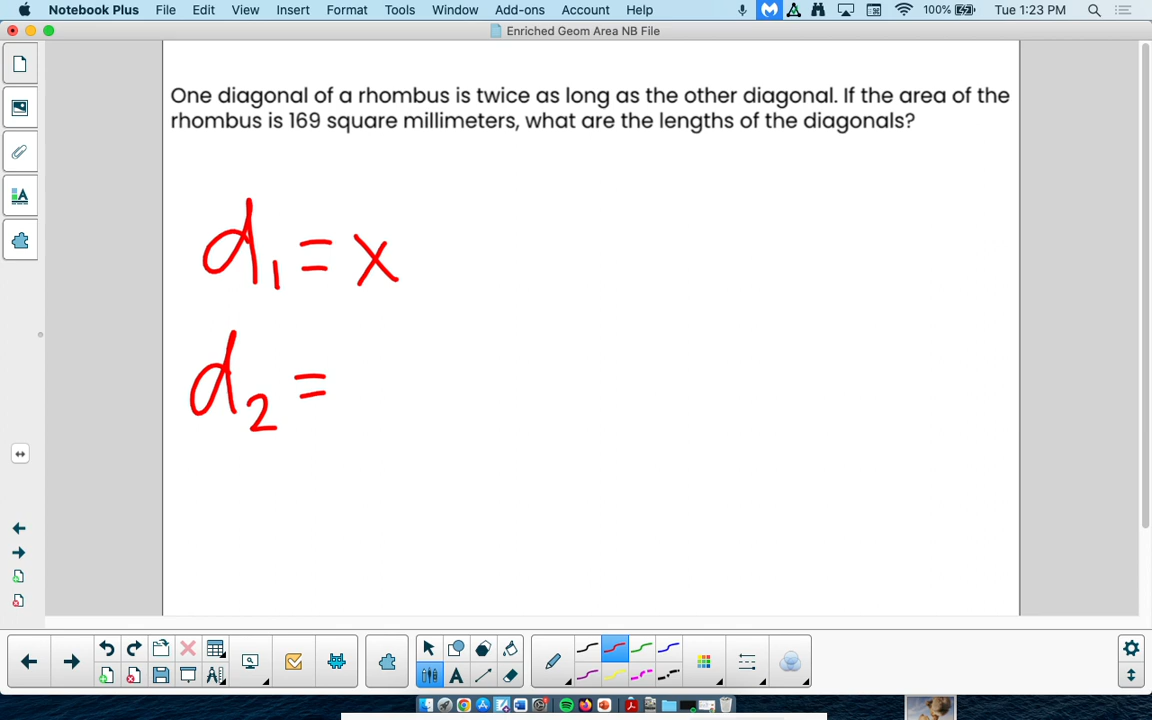 Notebook Plus File Edit View Insert Format Tools Window Add-ons Account Help 100% Tue 1:23 PM
Enriched Geom Area NB File
One diagonal of a rhombus is twice as long as the other diagonal. If the area of the
rhombus is 169 square millimeters, what are the lengths of the diagonals?
d₁ = x
d₂ =